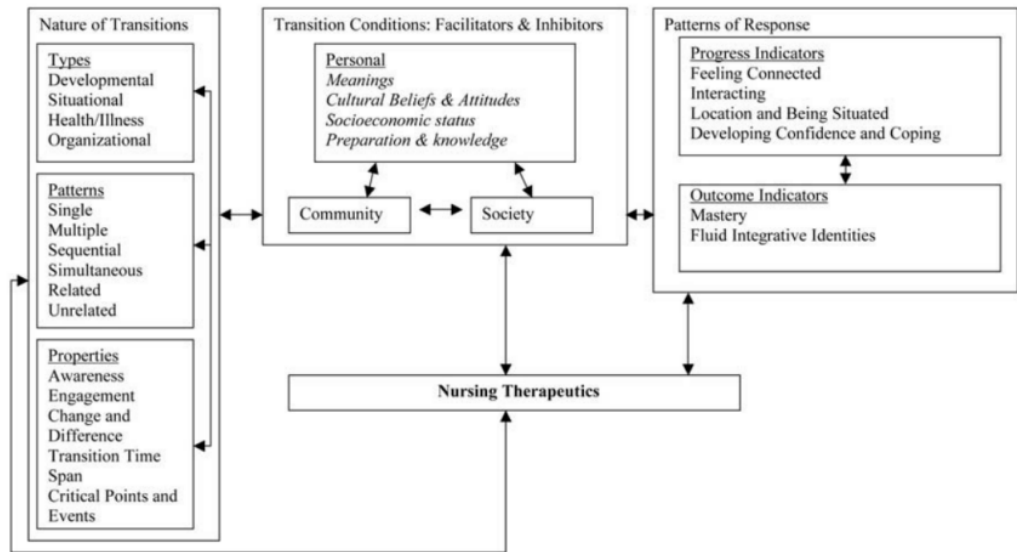 Nature of Transitions
Types
Developmental
Situational
Health/Illness
Organizational
Patterns
Single
Multiple
Sequential
Simultaneous
Related
Unrelated
Properties
Awareness
Engagement
Change and
Difference
Transition Time
Span
Critical Points and
Events
Transition Conditions: Facilitators & Inhibitors
Personal
Meanings
Cultural Beliefs & Attitudes
Socioeconomic status
Preparation & knowledge
Community
Society
Patterns of Response
Progress Indicators
Feeling Connected
Interacting
Location and Being Situated
Developing Confidence and Coping
Outcome Indicators
Mastery
Fluid Integrative Identities
Nursing Therapeutics